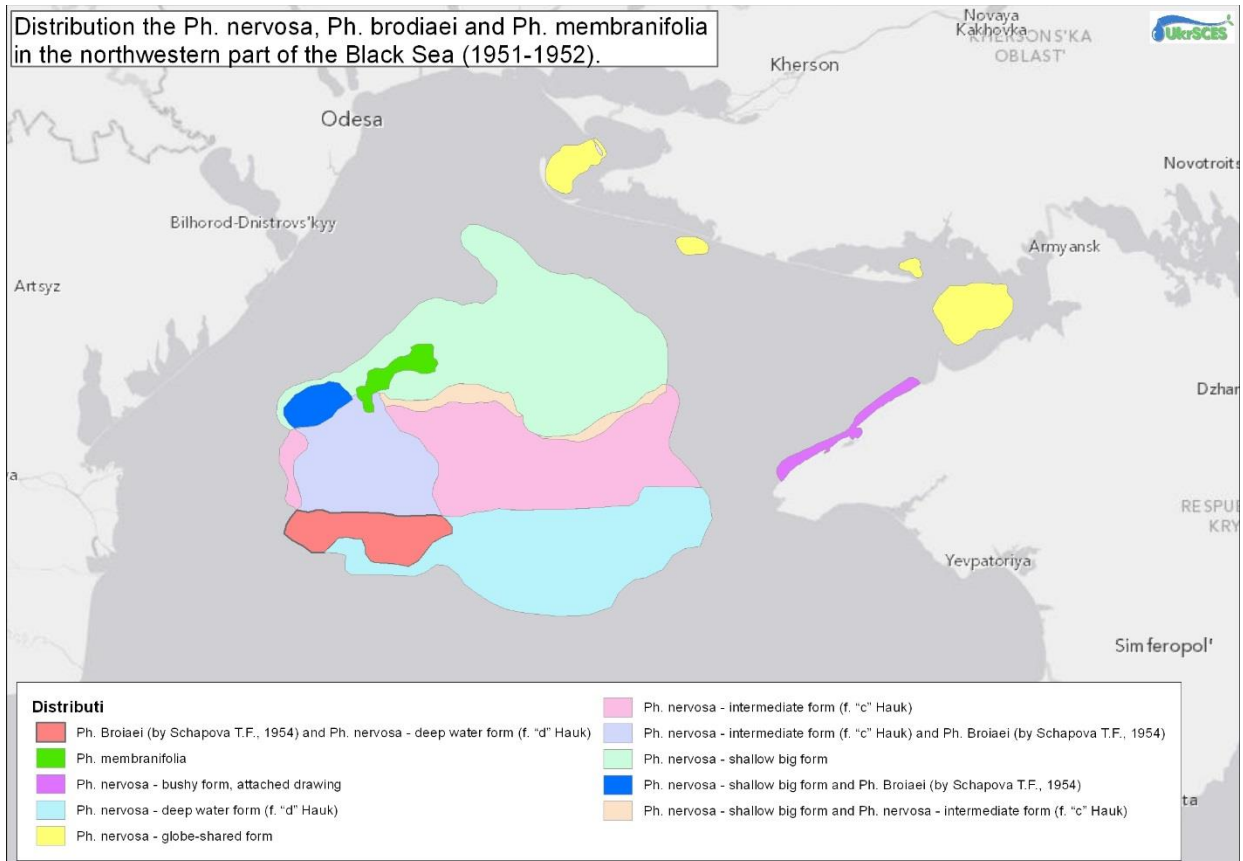 Distribution the Ph. nervosa, Ph. brodiaei and Ph. membranifolia
in the northwestern part of the Black Sea (1951-1952).
UkrSCES
Novaya
Kakhovka
KHERSONS'KA
OBLAST'
Kherson
Odesa
Novotroits
Bilhorod-Dnistrovs'kyy
Armyansk
Artsyz
Dzhan
RESPUB
KRY
Yevpatoriya
Simferopol'
Distributi
Ph. Broiaei (by Schapova T.F., 1954) and Ph. nervosa - deep water form (f. "d" Hauk)
Ph. membranifolia
Ph. nervosa - bushy form, attached drawing
Ph. nervosa - deep water form (f. "d" Hauk)
Ph. nervosa - globe-shared form
Ph. nervosa - intermediate form (f. "c" Hauk)
Ph. nervosa - intermediate form (f. "c" Hauk) and Ph. Broiaei (by Schapova T.F., 1954)
Ph. nervosa - shallow big form
Ph. nervosa - shallow big form and Ph. Broiaei (by Schapova T.F., 1954)
Ph. nervosa - shallow big form and Ph. nervosa - intermediate form (f. "c" Hauk)
ta